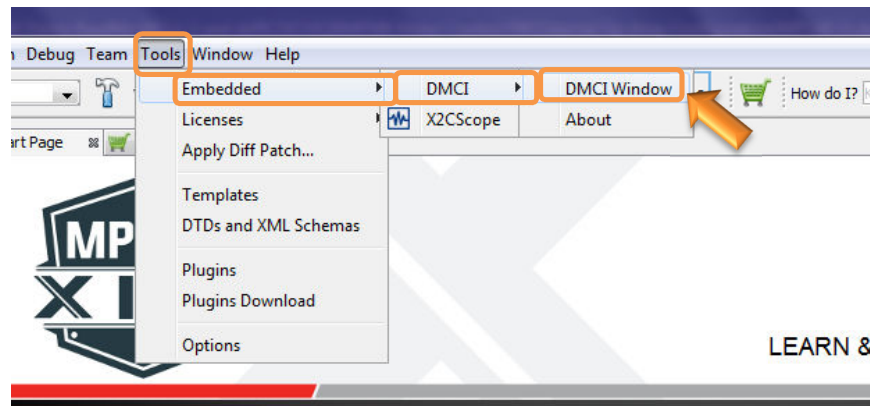 Debug Team Tools Window Help
Embedded DMCI DMCI Window How do I?
Licenses X2CScope About
art Page
Apply Diff Patch...
Templates
DTDs and XML Schemas
MP
Plugins
X I
Plugins Download
Options
LEARN &